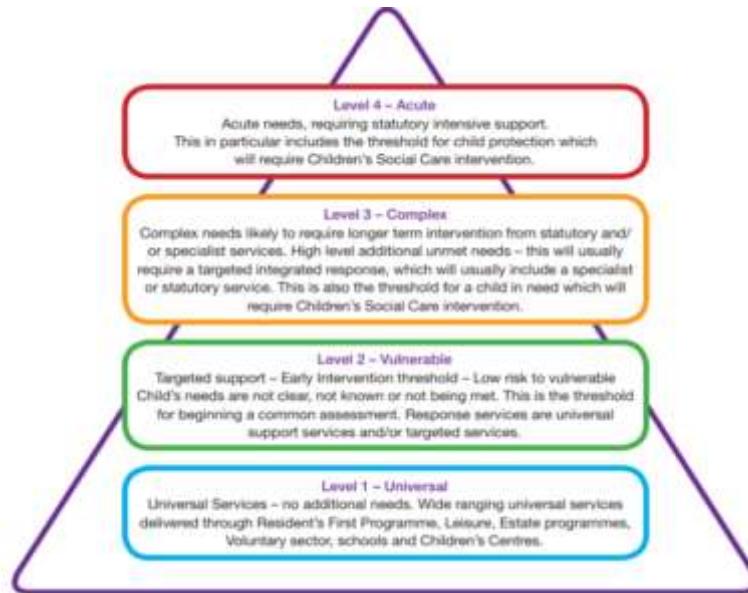 Level 4 – Acute
Acute needs, requiring statutory intensive support.
This in particular includes the threshold for child protection which
will require Children's Social Care intervention.
Level 3 – Complex
Complex needs likely to require longer term intervention from statutory and/
or specialist services. High level additional unmet needs – this will usually
require a targeted integrated response, which will usually include a specialist
or statutory service. This is also the threshold for a child in need which will
require Children's Social Care intervention.
Level 2 – Vulnerable
Targeted support – Early Intervention threshold – Low risk to vulnerable
Child's needs are not clear, not known or not being met. This is the threshold
for beginning a common assessment. Response services are universal
support services and/or targeted services.
Level 1 – Universal
Universal Services – no additional needs. Wide ranging universal services
delivered through Resident's First Programme, Leisure, Estate programmes,
Voluntary sector, schools and Children's Centres.